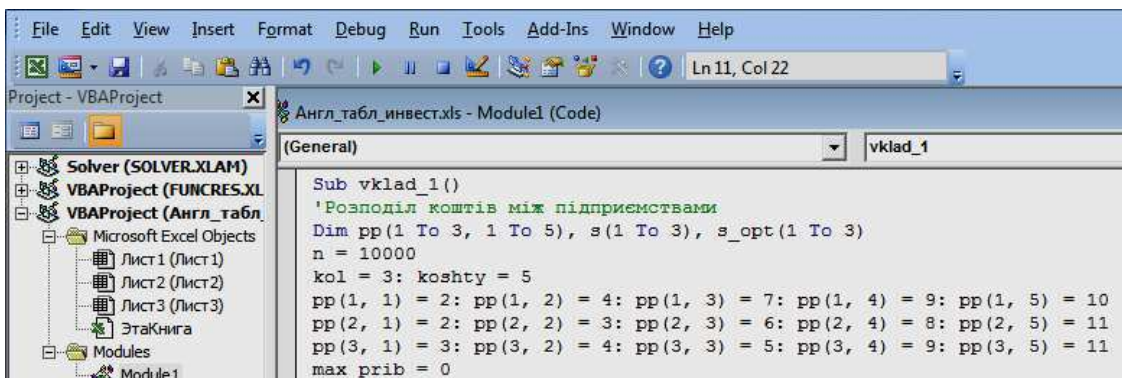 File Edit View Insert Format Debug Run Tools Add-Ins Window Help
Ln 11, Col 22
Project - VBAProject
Англ_табл_инвест.xls - Module1 (Code)
(General) vklad_1
Solver (SOLVER.XLAM)
VBAProject (FUNCRES.XL
VBAProject (Англ_табл_
Microsoft Excel Objects
Лист1 (Лист1)
Лист2 (Лист2)
Лист3 (Лист3)
ЭтаКнига
Modules
Module1
Sub vklad_1()
'Розподіл коштів між підприємствами
Dim pp(1 To 3, 1 To 5), s(1 To 3), s_opt(1 To 3)
n = 10000
kol = 3: koshty = 5
pp(1, 1) = 2: pp(1, 2) = 4: pp(1, 3) = 7: pp(1, 4) = 9: pp(1, 5) = 10
pp(2, 1) = 2: pp(2, 2) = 3: pp(2, 3) = 6: pp(2, 4) = 8: pp(2, 5) = 11
pp(3, 1) = 3: pp(3, 2) = 4: pp(3, 3) = 5: pp(3, 4) = 9: pp(3, 5) = 11
max_prib = 0